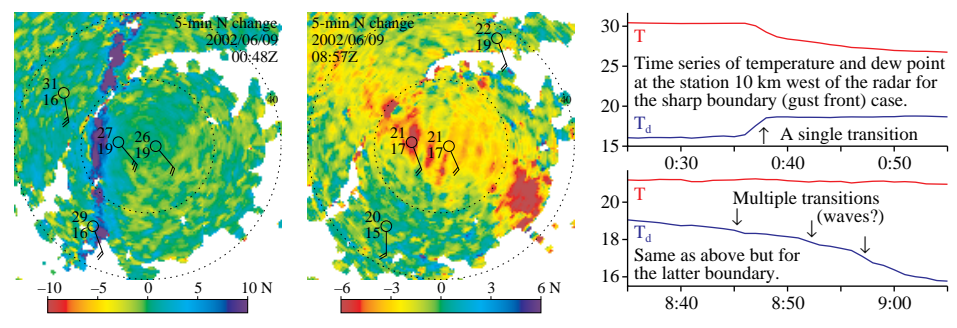 5-min N change
2002/06/09
00:48Z
31
16
27
19
26
19
29
16
40
−10 −5 0 5 10 N
5-min N change
2002/06/09
08:57Z
22
19
21
17
21
17
20
15
40
−6 −3 0 3 6 N
30
T
Time series of temperature and dew point
25
at the station 10 km west of the radar for
the sharp boundary (gust front) case.
20
Td
A single transition
15
0:30 0:40 0:50
T
20
Multiple transitions
(waves?)
Td
18
Same as above but for
the latter boundary.
16
8:40 8:50 9:00